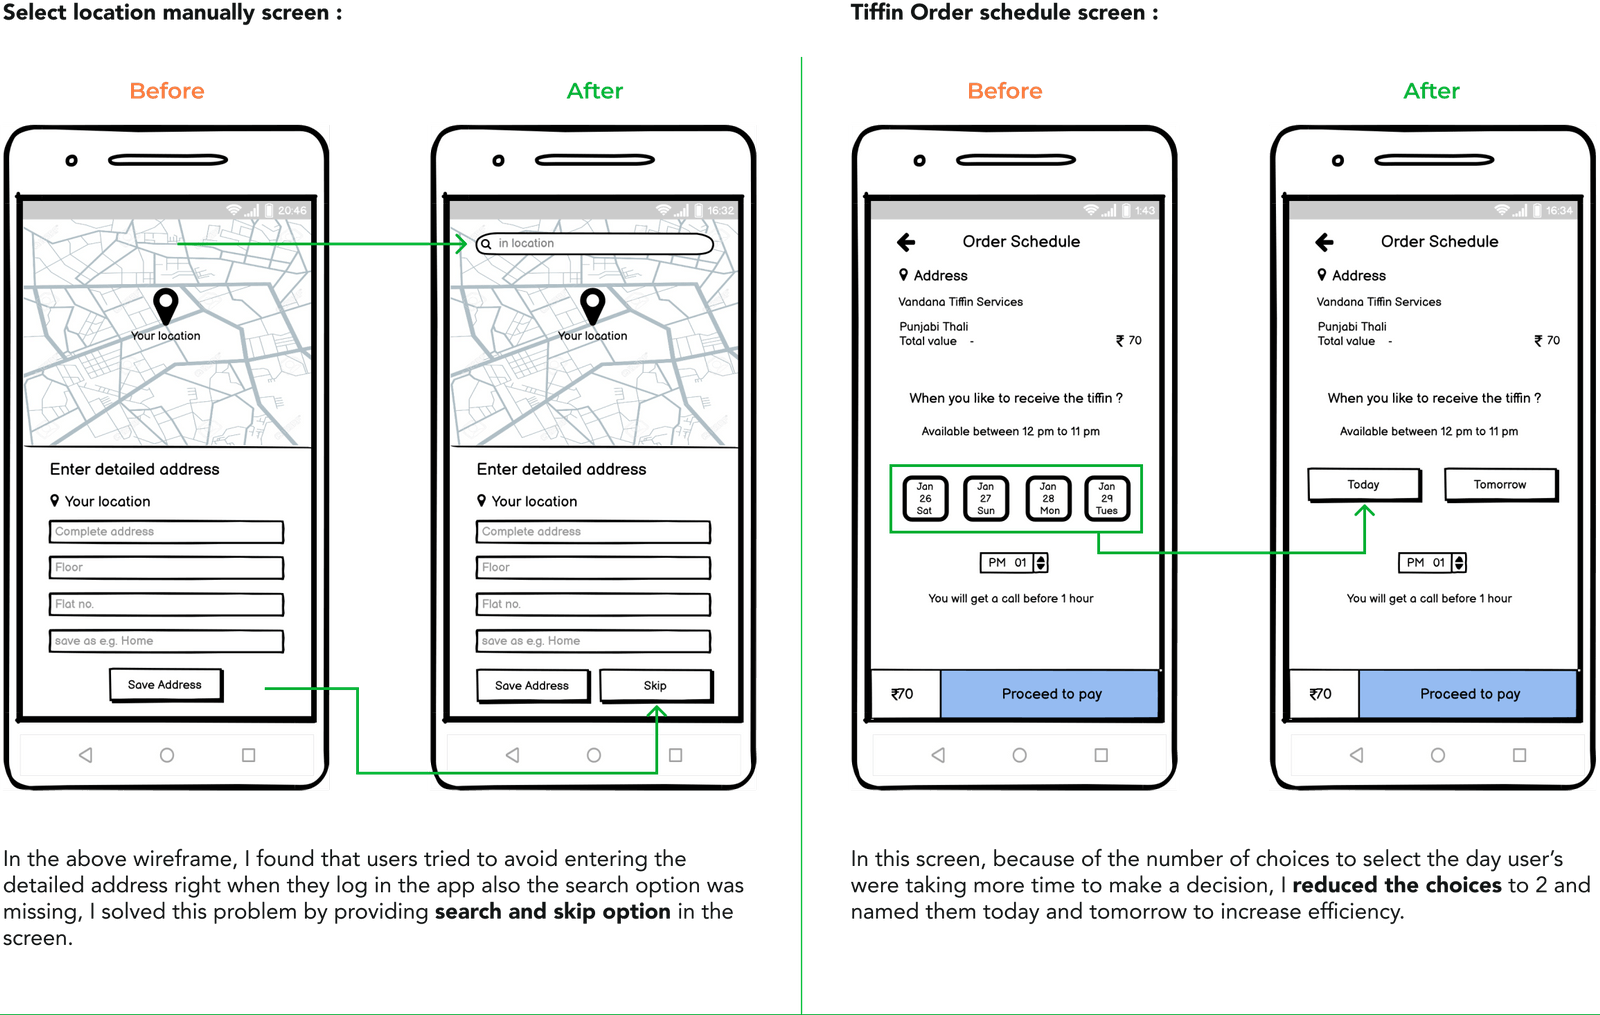 Select location manually screen :
Before
After
20:46
Your location
Enter detailed address
Your location
Complete address
Floor
Flat no.
save as e.g. Home
Save Address
16:32
in location
Your location
Enter detailed address
Your location
Complete address
Floor
Flat no.
save as e.g. Home
Save Address
Skip
In the above wireframe, I found that users tried to avoid entering the
detailed address right when they log in the app also the search option was
missing, I solved this problem by providing search and skip option in the
screen.
Tiffin Order schedule screen :
Before
After
1:43
Order Schedule
Address
Vandana Tiffin Services
Punjabi Thali
Total value - ₹ 70
When you like to receive the tiffin ?
Available between 12 pm to 11 pm
Jan
26
Sat
Jan
27
Sun
Jan
28
Mon
Jan
29
Tues
PM 01
You will get a call before 1 hour
₹70
Proceed to pay
16:34
Order Schedule
Address
Vandana Tiffin Services
Punjabi Thali
Total value - ₹ 70
When you like to receive the tiffin ?
Available between 12 pm to 11 pm
Today
Tomorrow
PM 01
You will get a call before 1 hour
₹70
Proceed to pay
In this screen, because of the number of choices to select the day user’s
were taking more time to make a decision, I reduced the choices to 2 and
named them today and tomorrow to increase efficiency.